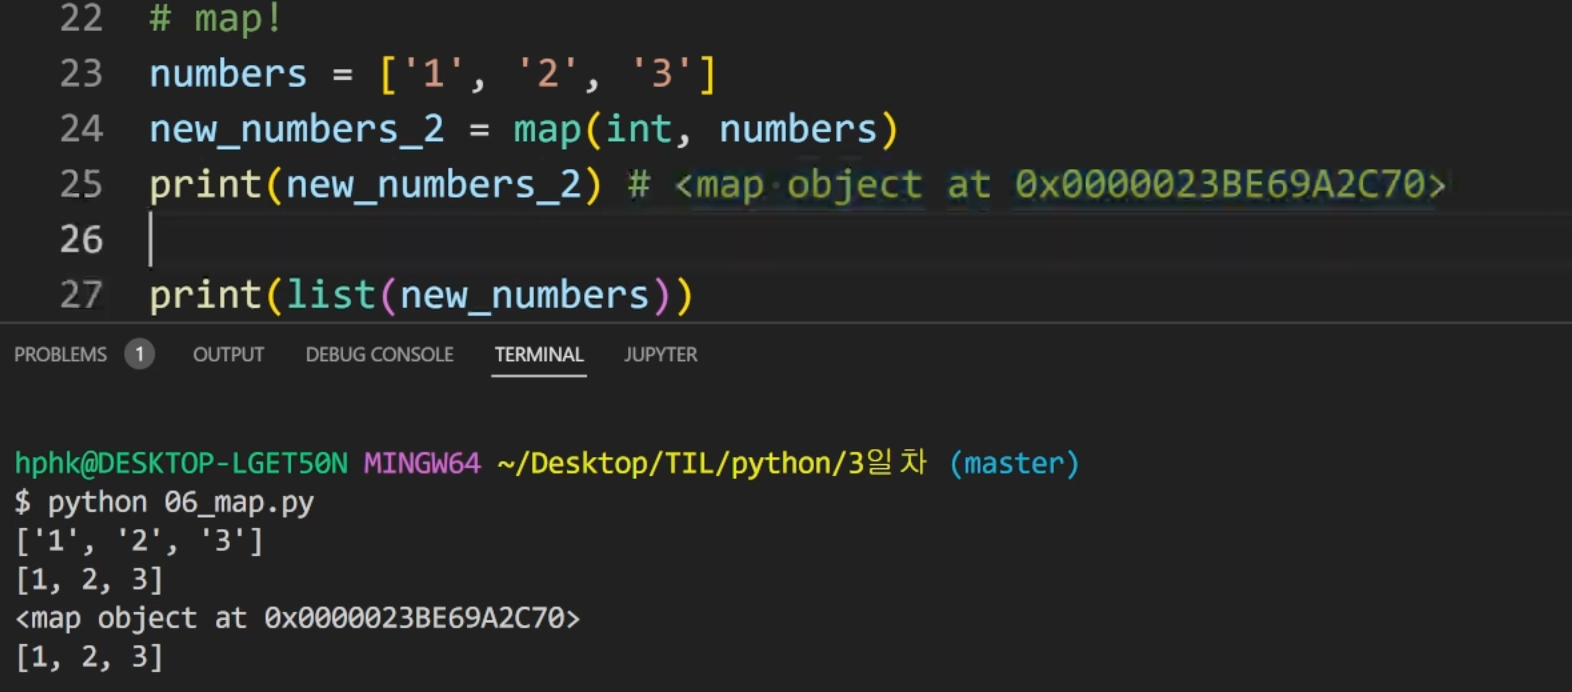 22 # map!
23 numbers = ['1', '2', '3']
24 new_numbers_2 = map(int, numbers)
25 print(new_numbers_2) # <map object at 0x0000023BE69A2C70>
26
27 print(list(new_numbers))
PROBLEMS 1 OUTPUT DEBUG CONSOLE TERMINAL JUPYTER
hphk@DESKTOP-LGET50N MINGW64 ~/Desktop/TIL/python/3일차 (master)
$ python 06_map.py
['1', '2', '3']
[1, 2, 3]
<map object at 0x0000023BE69A2C70>
[1, 2, 3]